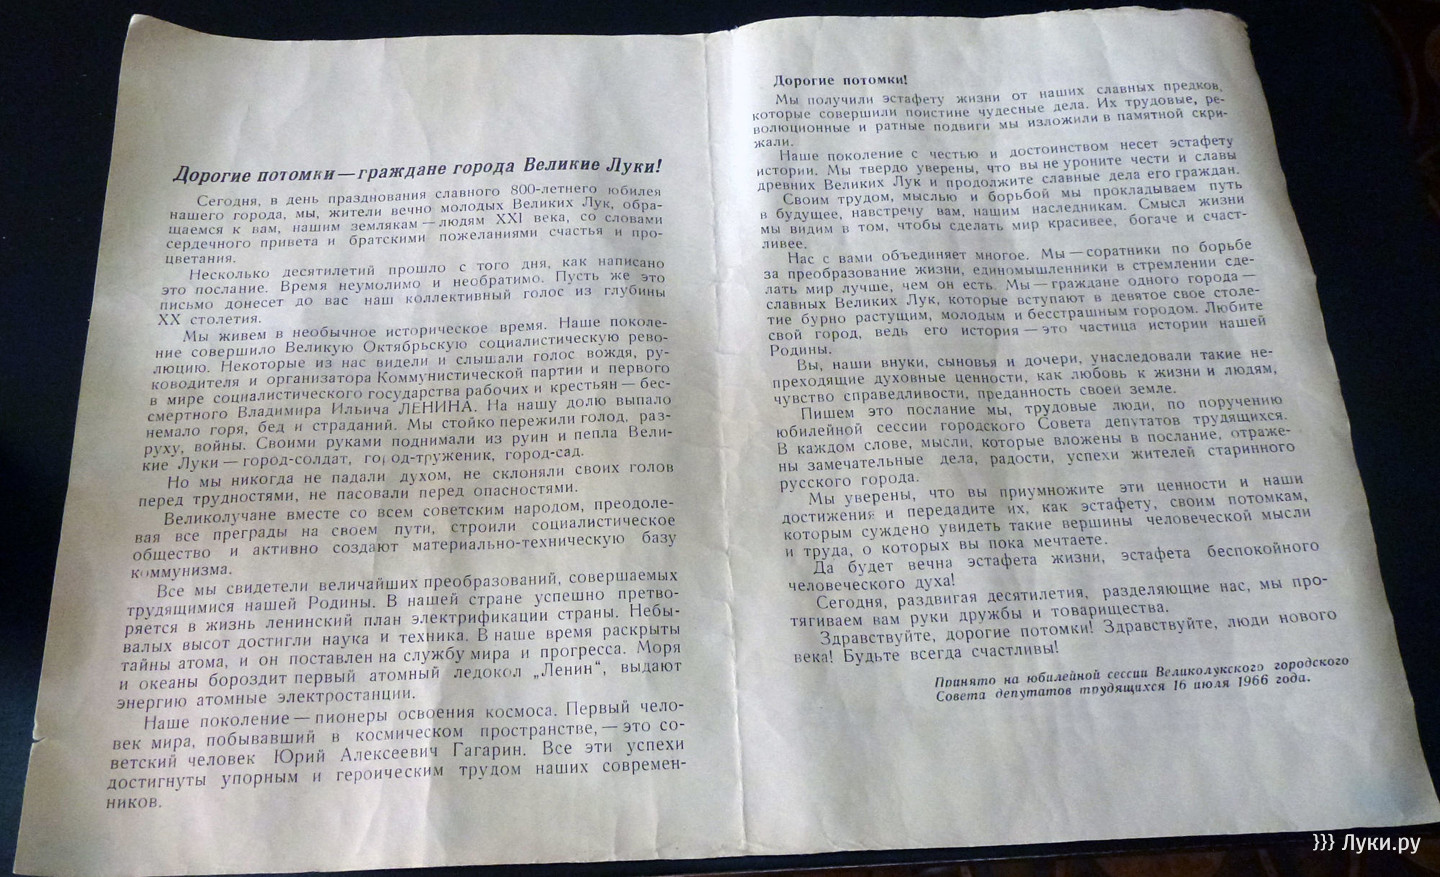 Дорогие потомки — граждане города Великие Луки!
Сегодня, в день празднования славного 800-летнего юбилея
нашего города, мы, жители вечно молодых Великих Лук, обра-
щаемся к вам, нашим землякам — людям XXI века, со словами
сердечного привета и братскими пожеланиями счастья и про-
цветания.
Несколько десятилетий прошло с того дня, как написано
это послание. Время неумолимо и необратимо. Пусть же это
письмо донесет до вас наш коллективный голос из глубины
XX столетия.
Мы живем в необычное историческое время. Наше поколе-
ние совершило Великую Октябрьскую социалистическую рево-
люцию. Некоторые из нас видели и слышали голос вождя, ру-
ководителя и организатора Коммунистической партии и первого
в мире социалистического государства рабочих и крестьян — бес-
смертного Владимира Ильича ЛЕНИНА. На нашу долю выпало
немало горя, бед и страданий. Мы стойко пережили голод, раз-
руху, войны. Своими руками поднимали из руин и пепла Вели-
кие Луки — город-солдат, город-труженик, город-сад.
Но мы никогда не падали духом, не склоняли своих голов
перед трудностями, не пасовали перед опасностями.
Великолучане вместе со всем советским народом, преодоле-
вая все преграды на своем пути, строили социалистическое
общество и активно создают материально-техническую базу
коммунизма.
Все мы свидетели величайших преобразований, совершаемых
трудящимися нашей Родины. В нашей стране успешно претво-
ряется в жизнь ленинский план электрификации страны. Небы-
валых высот достигли наука и техника. В наше время раскрыты
тайны атома, и он поставлен на службу мира и прогресса. Моря
и океаны бороздит первый атомный ледокол „Ленин“, выдают
энергию атомные электростанции.
Наше поколение — пионеры освоения космоса. Первый чело-
век мира, побывавший в космическом пространстве, — это со-
ветский человек Юрий Алексеевич Гагарин. Все эти успехи
достигнуты упорным и героическим трудом наших современ-
ников.
Дорогие потомки!
Мы получили эстафету жизни от наших славных предков,
которые совершили поистине чудесные дела. Их трудовые, ре-
волюционные и ратные подвиги мы изложили в памятной скри-
жали.
Наше поколение с честью и достоинством несет эстафету
истории. Мы твердо уверены, что вы не уроните чести и славы
древних Великих Лук и продолжите славные дела его граждан.
Своим трудом, мыслью и борьбой мы прокладываем путь
в будущее, навстречу вам, нашим наследникам. Смысл жизни
мы видим в том, чтобы сделать мир красивее, богаче и счаст-
ливее.
Нас с вами объединяет многое. Мы — соратники по борьбе
за преобразование жизни, единомышленники в стремлении сде-
лать мир лучше, чем он есть. Мы — граждане одного города —
славных Великих Лук, которые вступают в девятое свое столе-
тие бурно растущим, молодым и бесстрашным городом. Любите
свой город, ведь его история — это частица истории нашей
Родины.
Вы, наши внуки, сыновья и дочери, унаследовали такие не-
преходящие духовные ценности, как любовь к жизни и людям,
чувство справедливости, преданность своей земле.
Пишем это послание мы, трудовые люди, по поручению
юбилейной сессии городского Совета депутатов трудящихся.
В каждом слове, мысли, которые вложены в послание, отраже-
ны замечательные дела, радости, успехи жителей старинного
русского города.
Мы уверены, что вы приумножите эти ценности и наши
достижения и передадите их, как эстафету, своим потомкам,
которым суждено увидеть такие вершины человеческой мысли
и труда, о которых вы пока мечтаете.
Да будет вечна эстафета жизни, эстафета беспокойного
человеческого духа!
Сегодня, раздвигая десятилетия, разделяющие нас, мы про-
тягиваем вам руки дружбы и товарищества.
Здравствуйте, дорогие потомки! Здравствуйте, люди нового
века! Будьте всегда счастливы!
Принято на юбилейной сессии Великолукского городского
Совета депутатов трудящихся 16 июля 1966 года.
}}} Луки.ру